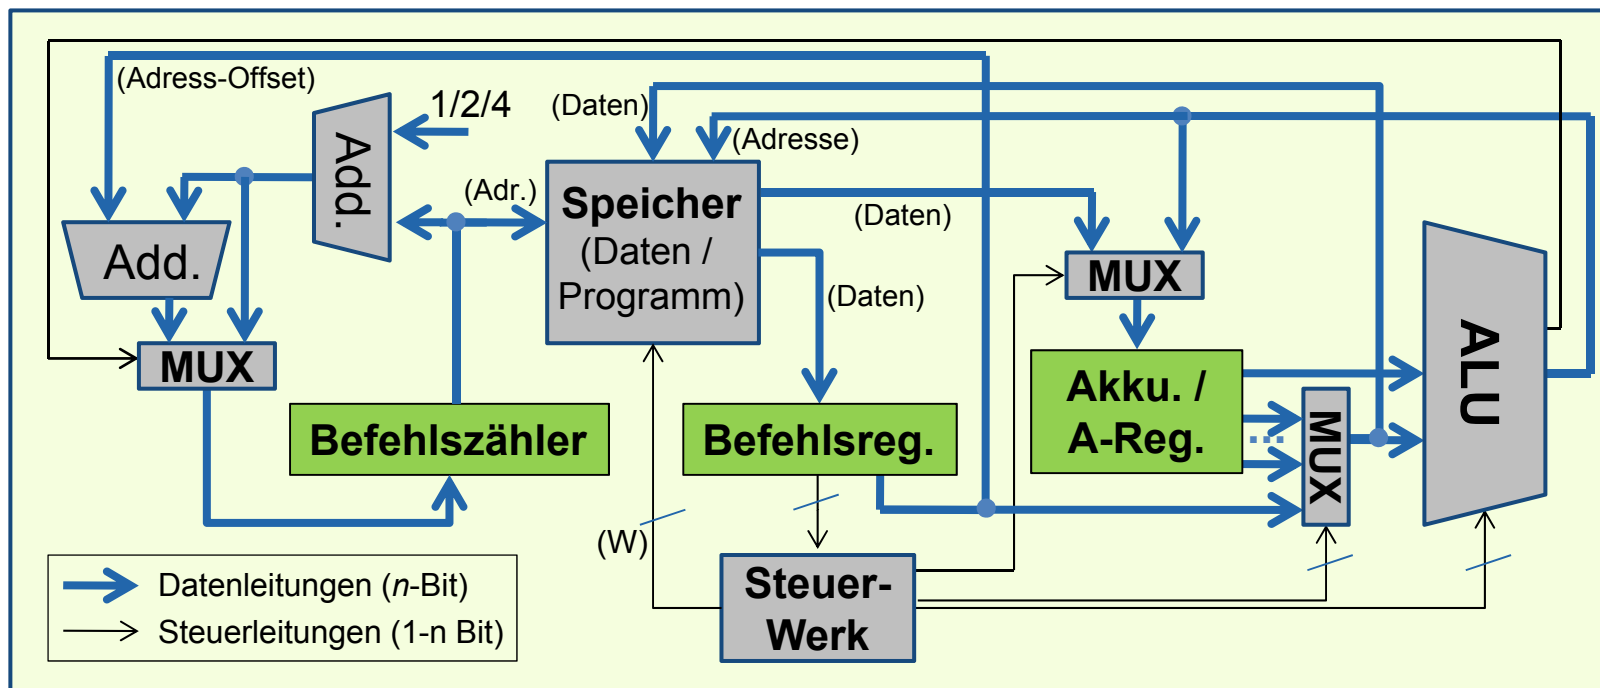 (Adress-Offset)
1/2/4
(Daten)
(Adresse)
Add.
(Adr.)
Speicher
(Daten /
Programm)
(Daten)
(Daten)
Add.
MUX
MUX
ALU
Akku. /
A-Reg.
...
MUX
Befehlszähler
Befehlsreg.
(W)
Steuer-
Werk
Datenleitungen (n-Bit)
Steuerleitungen (1-n Bit)